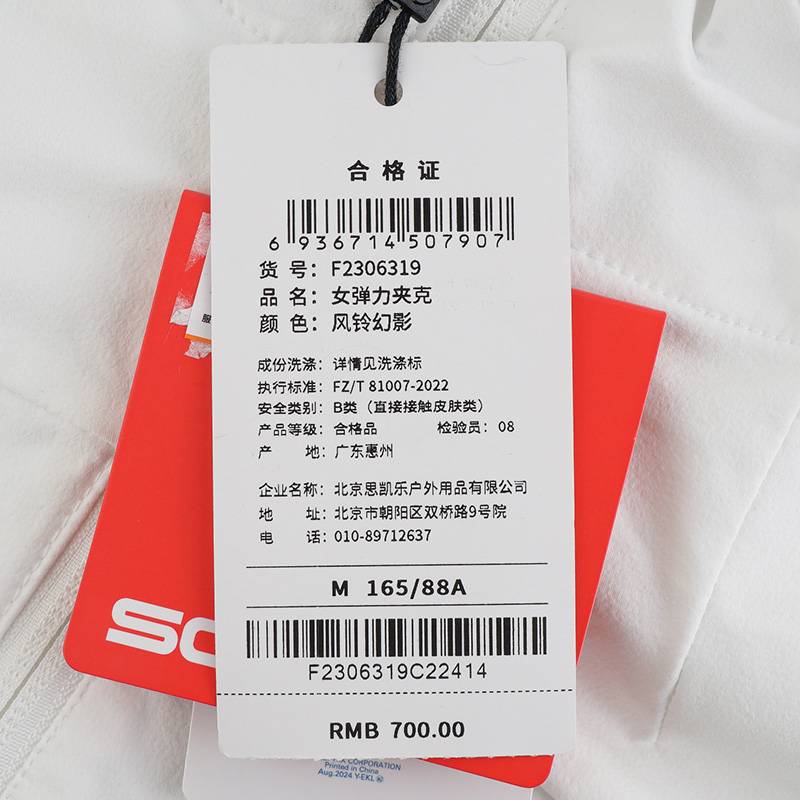 合格证
6 936714 507907
货 号：F2306319
品 名：女弹力夹克
颜 色：风铃幻影
成份洗涤：详情见洗涤标
执行标准：FZ/T 81007-2022
安全类别：B类（直接接触皮肤类）
产品等级：合格品 检验员：08
产 地：广东惠州
企业名称：北京思凯乐户外用品有限公司
地 址：北京市朝阳区双桥路9号院
电 话：010-89712637
M 165/88A
F2306319C22414
RMB 700.00
服
SC
CORPORATION
Printed in China
Aug.2024 Y-EKL